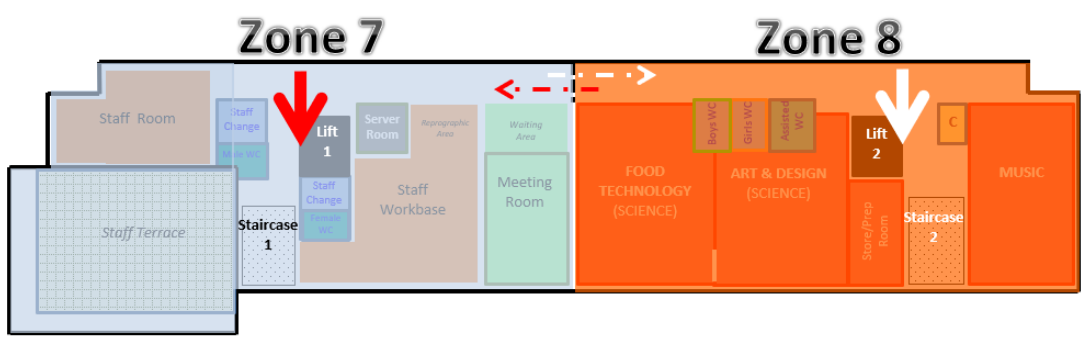 Zone 7
Zone 8
Staff Room
Staff
Change
Male WC
Lift
1
Server
Room
Reprographic
Area
Waiting
Area
Boys WC
Girls WC
Assisted
WC
Lift
2
C
MUSIC
FOOD
TECHNOLOGY
(SCIENCE)
ART & DESIGN
(SCIENCE)
Staff
Change
Female
WC
Staff
Workbase
Meeting
Room
Staff Terrace
Staircase
1
Store/Prep
Room
Staircase
2